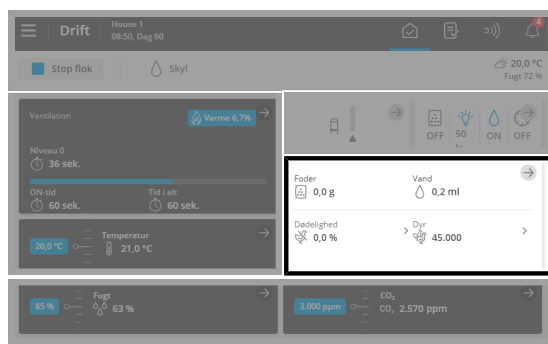 Drift
House 1
08:50, Dag 60
4
Stop flok
Skyl
20,0 °C
Fugt 72 %
Ventilation
Varme 6,7%
Niveau 0
36 sek.
ON-tid
60 sek.
Tid i alt
60 sek.
OFF
50
ON
OFF
Foder
0,0 g
Vand
0,2 ml
Dødelighed
0,0 %
Dyr
45.000
20,0 °C
Temperatur
21,0 °C
85 %
Fugt
63 %
3.000 ppm
CO₂
CO₂ 2.570 ppm